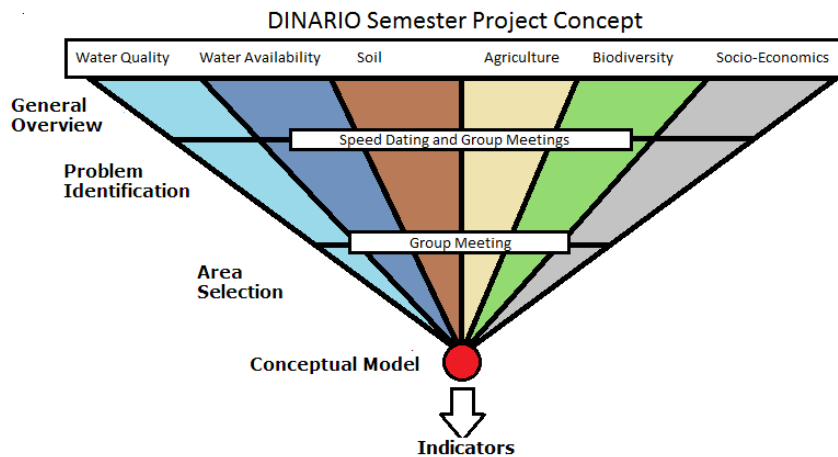 DINARIO Semester Project Concept
Water Quality Water Availability Soil Agriculture Biodiversity Socio-Economics
General
Overview
Speed Dating and Group Meetings
Problem
Identification
Group Meeting
Area
Selection
Conceptual Model
Indicators